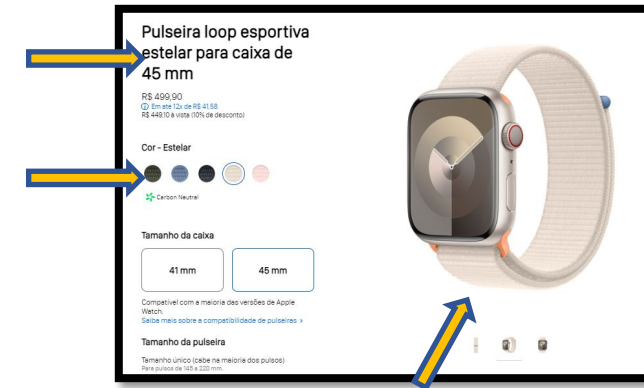 Pulseira loop esportiva
estelar para caixa de
45 mm
R$ 499,90
Em até 12x de R$ 41,58
R$ 449,10 à vista (10% de desconto)
Cor - Estelar
Carbon Neutral
Tamanho da caixa
41 mm
45 mm
Compatível com a maioria das versões de Apple
Watch.
Saiba mais sobre a compatibilidade de pulseiras >
Tamanho da pulseira
Tamanho único (cabe na maioria dos pulsos)
Para pulsos de 145 a 220 mm.